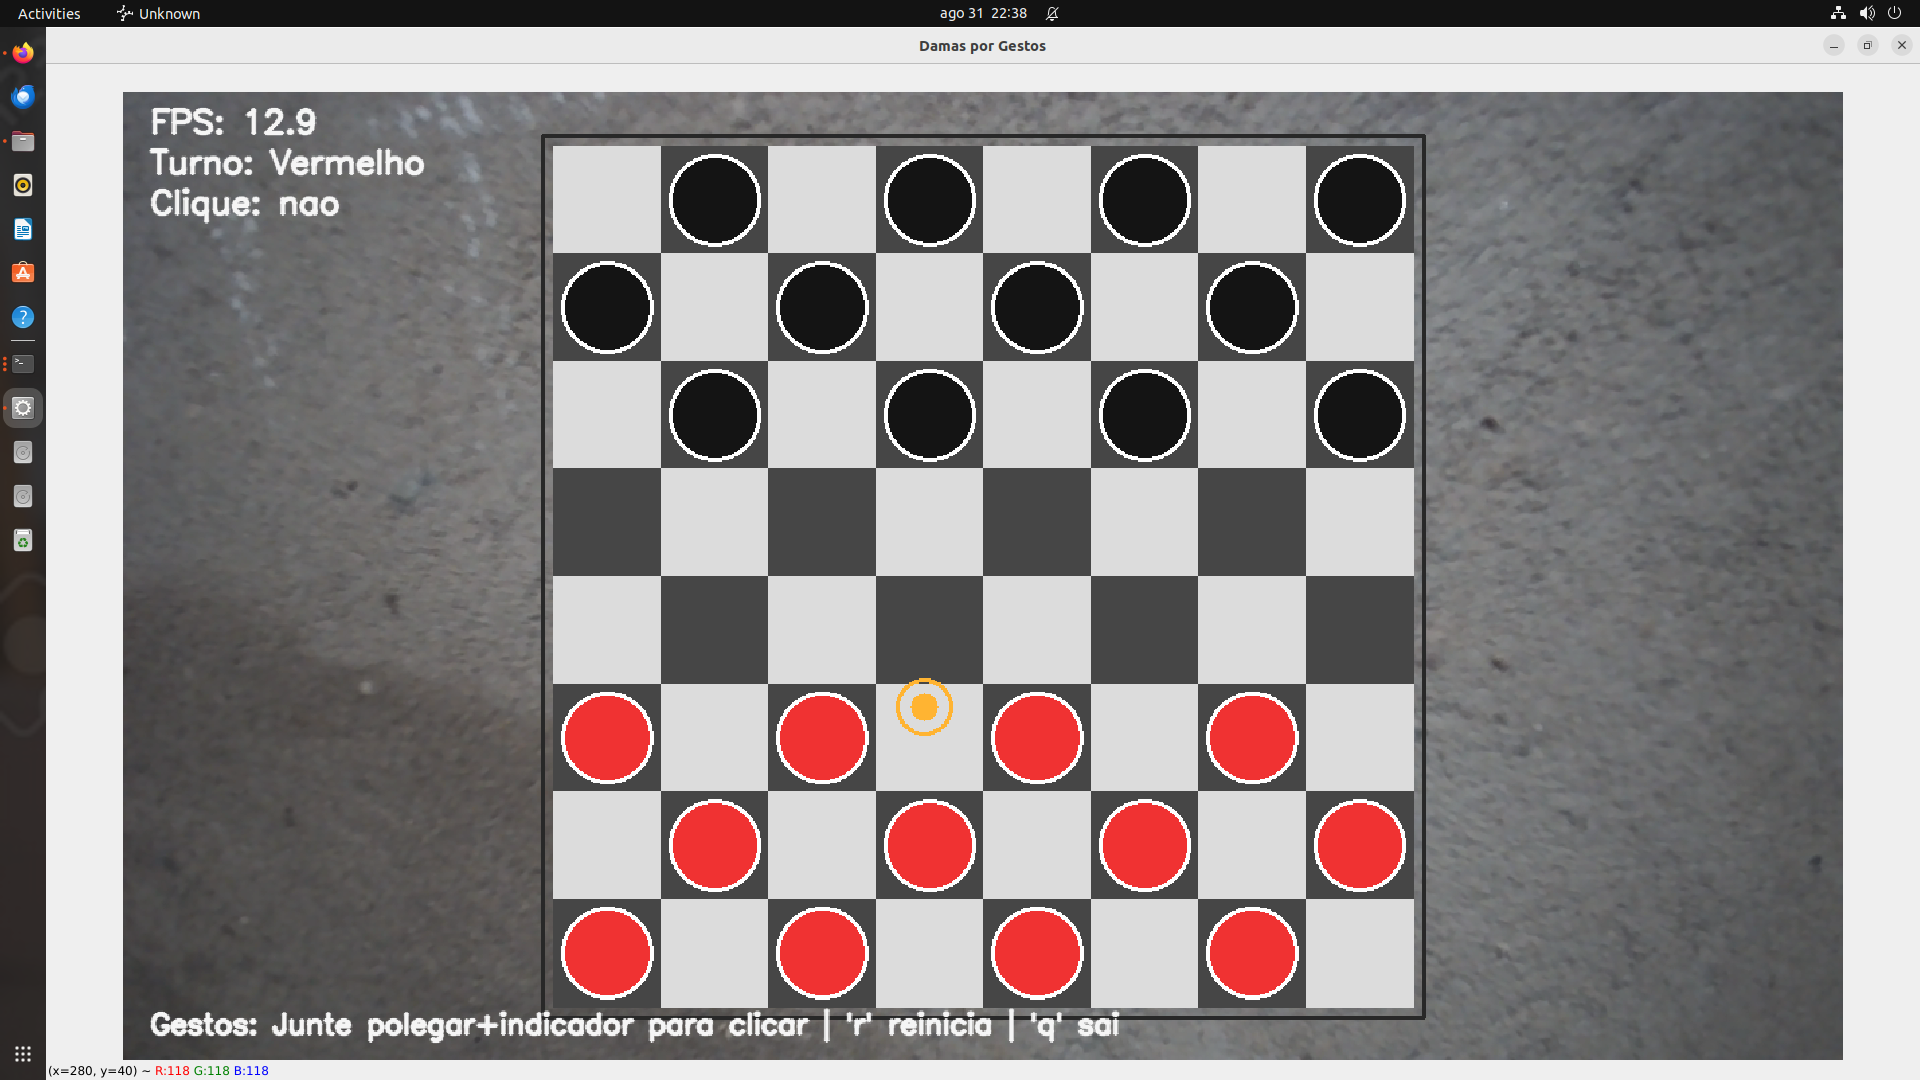 Activities
Unknown
ago 31 22:38
Damas por Gestos
FPS: 12.9
Turno: Vermelho
Clique: nao
Gestos: Junte polegar+indicador para clicar | 'r' reinicia | 'q' sai
(x=280, y=40) ~ R:118 G:118 B:118